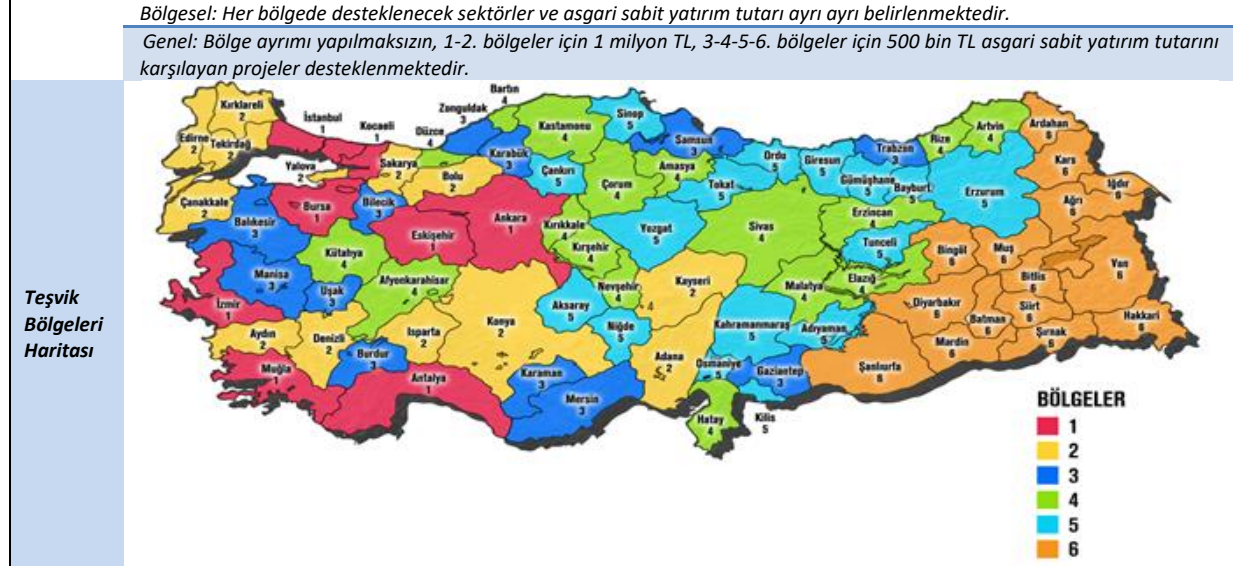 Bölgesel: Her bölgede desteklenecek sektörler ve asgari sabit yatırım tutarı ayrı ayrı belirlenmektedir.
Genel: Bölge ayrımı yapılmaksızın, 1-2. bölgeler için 1 milyon TL, 3-4-5-6. bölgeler için 500 bin TL asgari sabit yatırım tutarını
karşılayan projeler desteklenmektedir.
Teşvik
Bölgeleri
Haritası
Kırklareli
2
Edirne
2
Tekirdağ
2
İstanbul
1
Kocaeli
1
Yalova
2
Sakarya
2
Düzce
4
Bolu
2
Zonguldak
3
Bartın
4
Karabük
3
Kastamonu
4
Çankırı
5
Sinop
5
Samsun
3
Amasya
4
Çorum
4
Tokat
5
Ordu
5
Giresun
5
Gümüşhane
5
Trabzon
3
Bayburt
5
Rize
4
Artvin
4
Ardahan
6
Kars
6
Iğdır
6
Ağrı
6
Erzurum
5
Erzincan
4
Tunceli
5
Çanakkale
2
Balıkesir
3
Bursa
1
Bilecik
3
Eskişehir
1
Ankara
1
Kırıkkale
4
Kırşehir
4
Yozgat
5
Sivas
4
Kütahya
4
Manisa
3
Uşak
3
Afyonkarahisar
4
İzmir
1
Aydın
2
Denizli
2
Isparta
2
Burdur
3
Muğla
1
Antalya
1
Konya
2
Aksaray
5
Nevşehir
4
4
Niğde
5
Kayseri
2
Karaman
3
Mersin
3
Adana
2
Osmaniye
5
Hatay
4
Kilis
5
Gaziantep
3
Kahramanmaraş
5
Adıyaman
5
Malatya
4
Elazığ
4
Bingöl
6
Muş
6
Bitlis
6
Van
6
Diyarbakır
6
Batman
6
Siirt
6
Şırnak
6
Hakkari
6
Mardin
6
Şanlıurfa
6
BÖLGELER
1
2
3
4
5
6